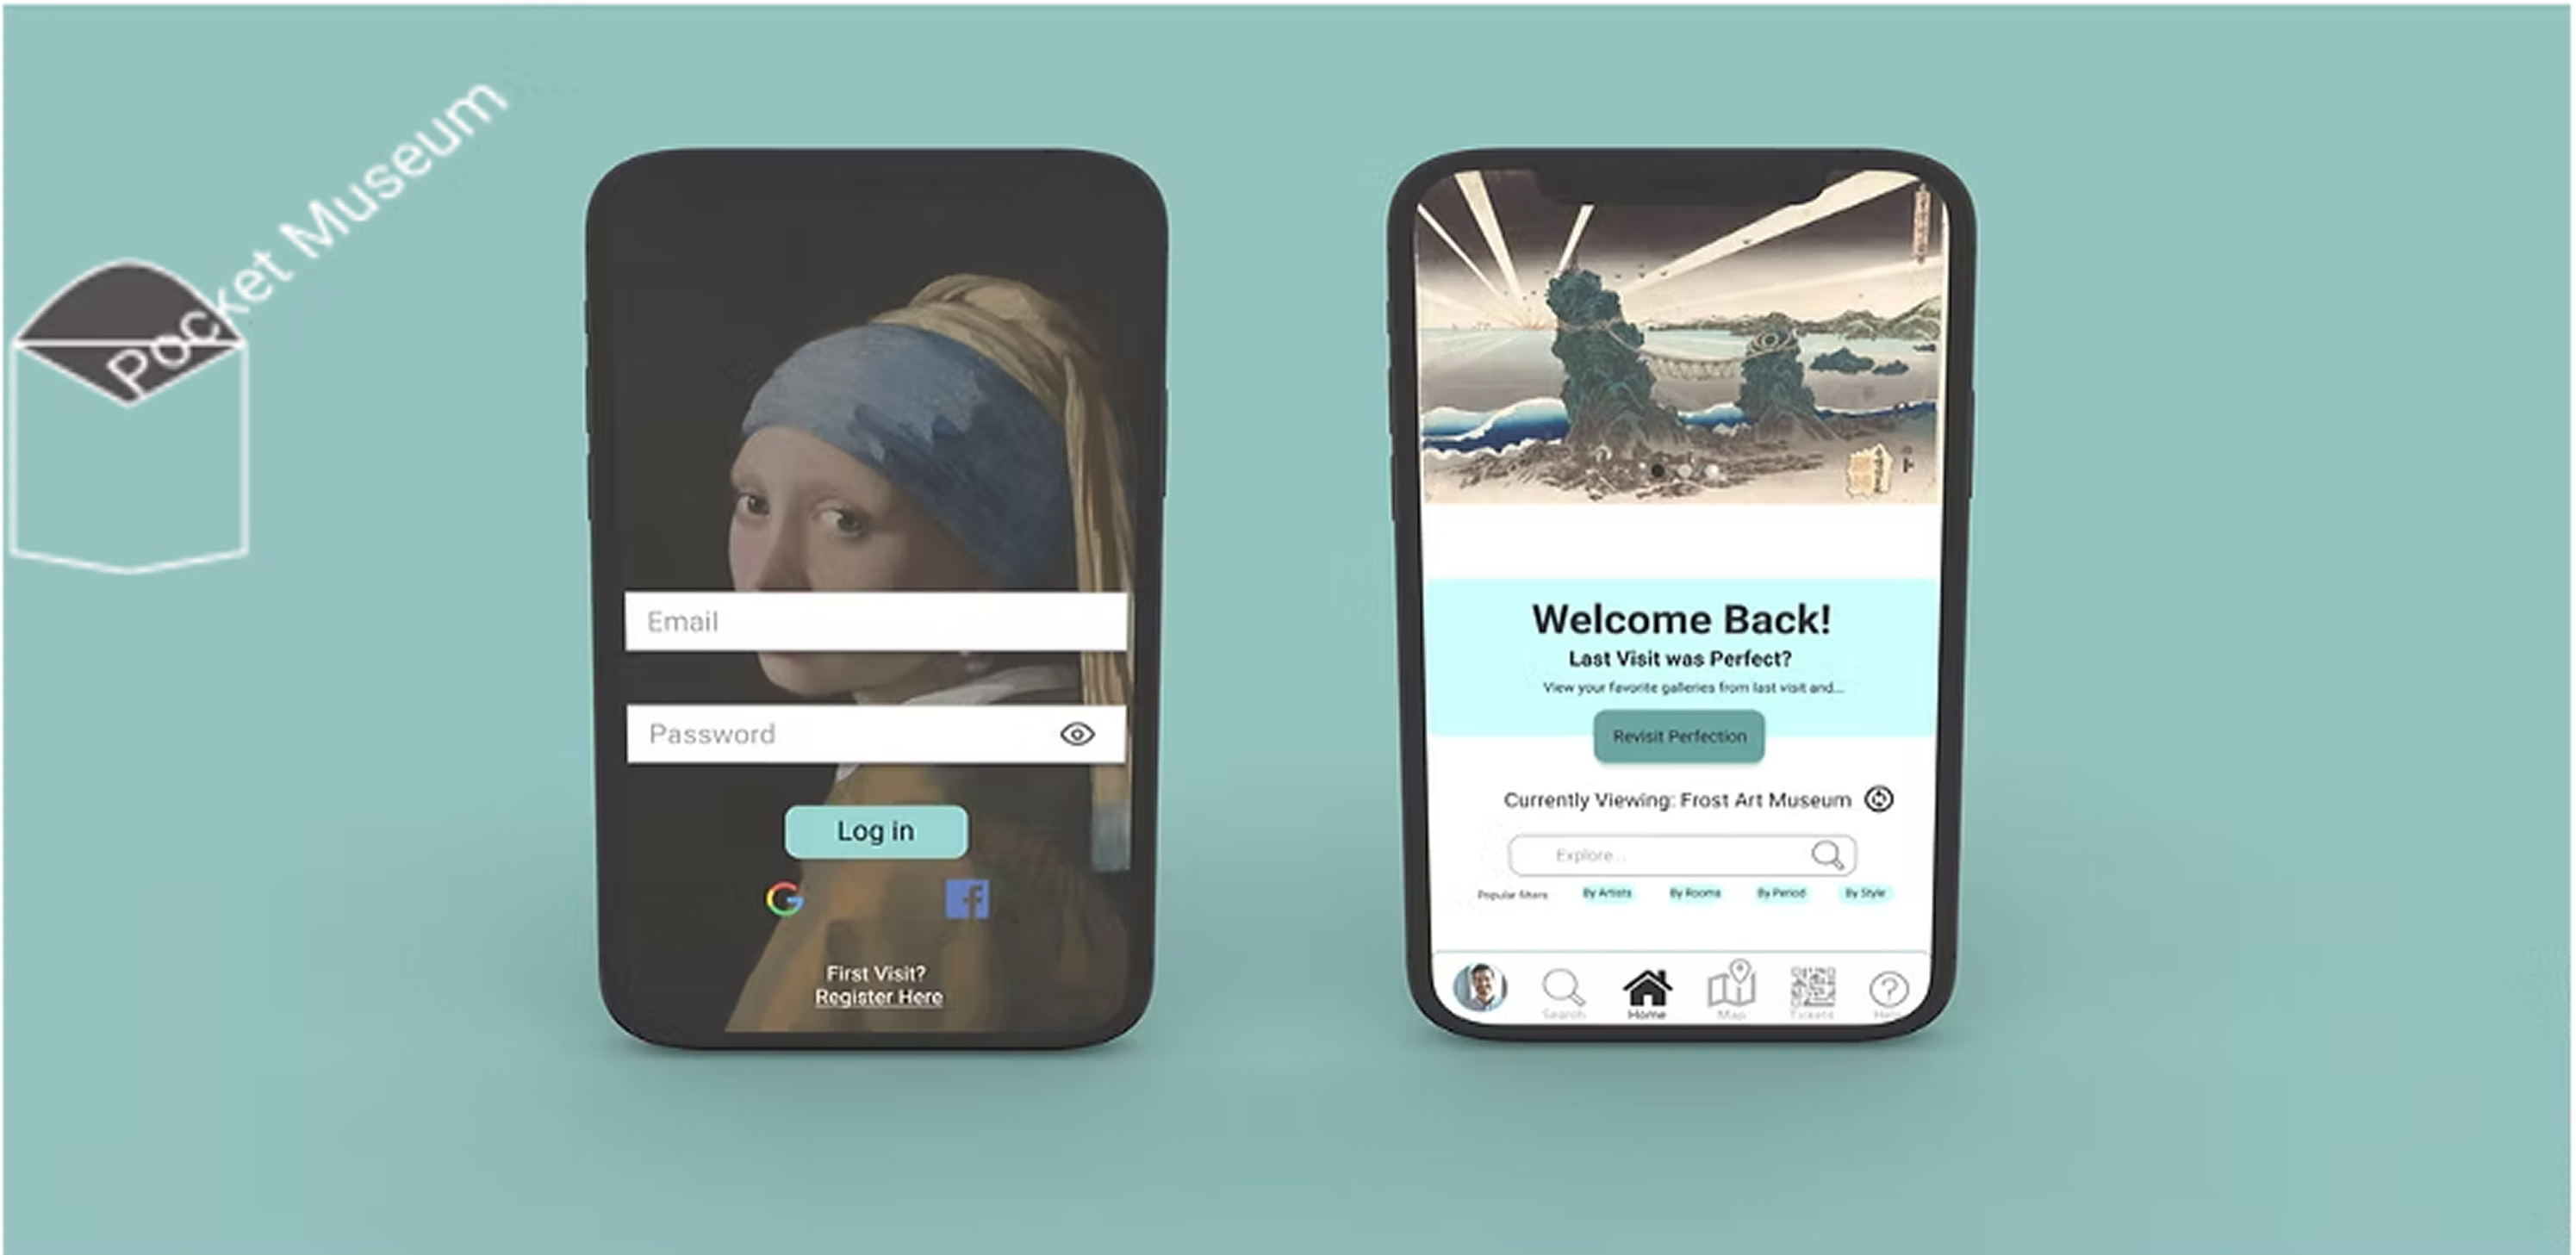 Pocket Museum
Email
Password
Log in
First Visit?
Register Here
Welcome Back!
Last Visit was Perfect?
View your favorite galleries from last visit and...
Revisit Perfection
Currently Viewing: Frost Art Museum
Explore...
Popular filters
By Artists
By Rooms
By Period
By Style
Search
Home
Map
Tickets
Help